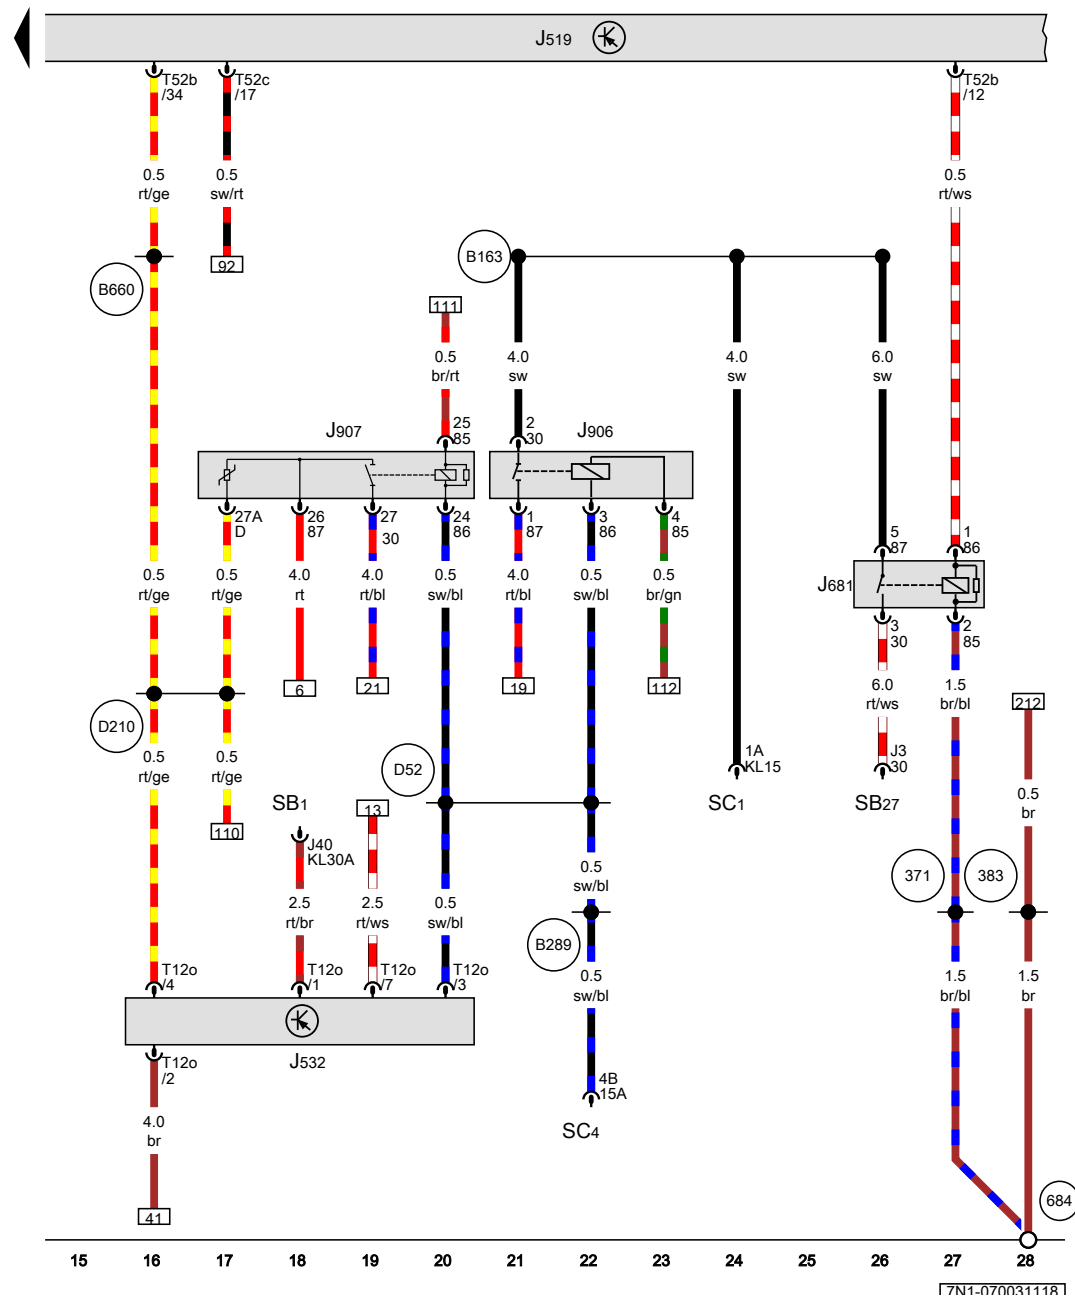 J519
T52b
/34
T52c
/17
T52b
/12
0.5
rt/ge
0.5
sw/rt
0.5
rt/ws
B660
92
B163
111
0.5
br/rt
4.0
sw
4.0
sw
6.0
sw
J907
25
85
2
30
J906
27A
D
26
87
27
30
24
86
1
87
3
86
4
85
5
87
1
86
0.5
rt/ge
0.5
rt/ge
4.0
rt
4.0
rt/bl
0.5
sw/bl
4.0
rt/bl
0.5
sw/bl
0.5
br/gn
J681
3
30
2
85
6
21
19
112
6.0
rt/ws
1.5
br/bl
212
D210
0.5
rt/ge
0.5
rt/ge
D52
1A
KL15
J3
30
SB1
13
SC1
SB27
0.5
br
110
J40
KL30A
0.5
sw/bl
371
383
2.5
rt/br
2.5
rt/ws
0.5
sw/bl
B289
T12o
/4
T12o
/1
T12o
/7
T12o
/3
0.5
sw/bl
1.5
br/bl
1.5
br
J532
T12o
/2
4B
15A
SC4
4.0
br
41
684
15 16 17 18 19 20 21 22 23 24 25 26 27 28
7N1-070031118